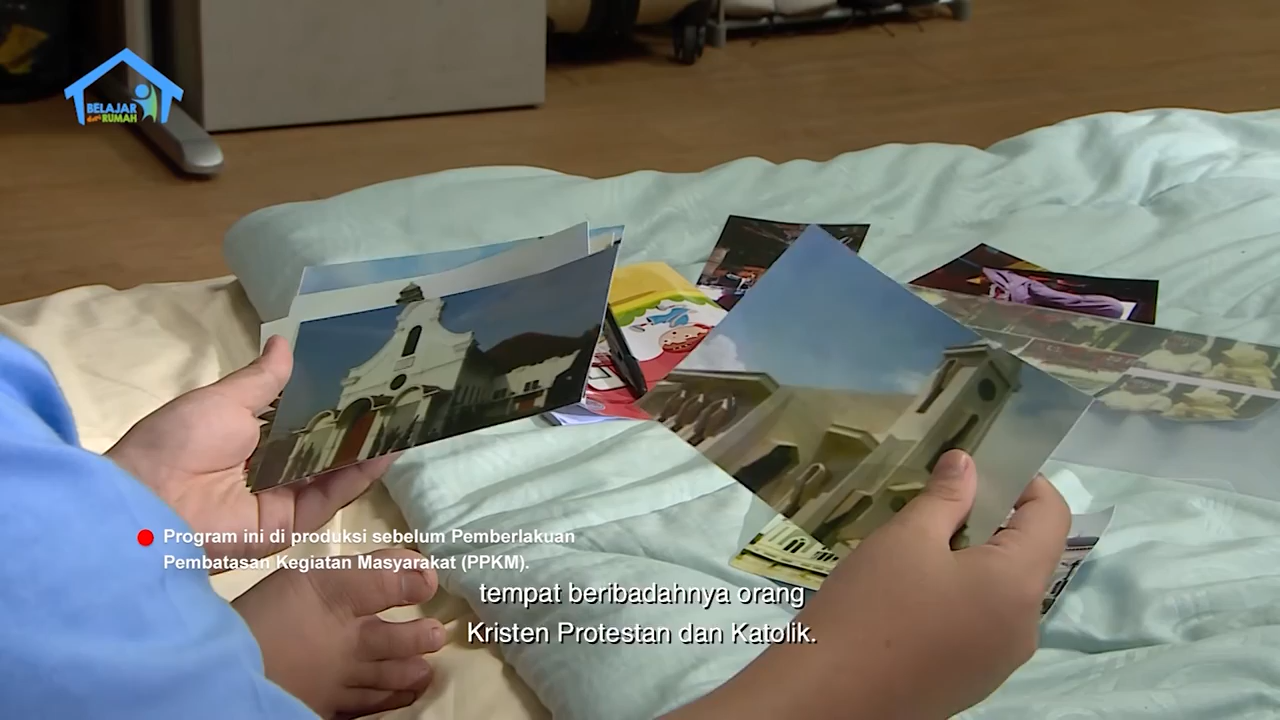 BELAJAR
dari RUMAH
Program ini di produksi sebelum Pemberlakuan
Pembatasan Kegiatan Masyarakat (PPKM).
tempat beribadahnya orang
Kristen Protestan dan Katolik.